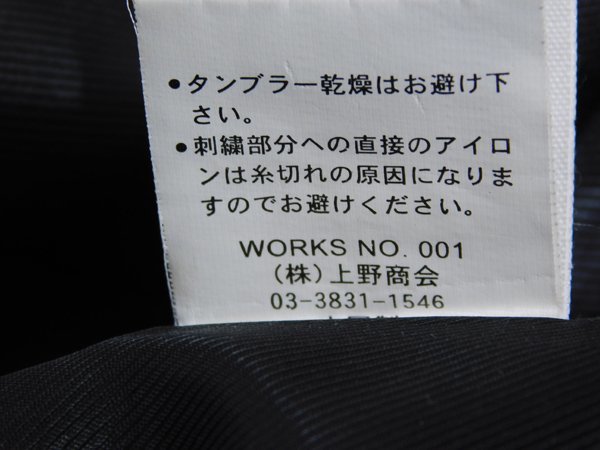 ●タンブラー乾燥はお避け下
さい。
●刺繍部分への直接のアイロ
ンは糸切れの原因になりま
すのでお避けください。
WORKS NO. 001
(株)上野商会
03-3831-1546